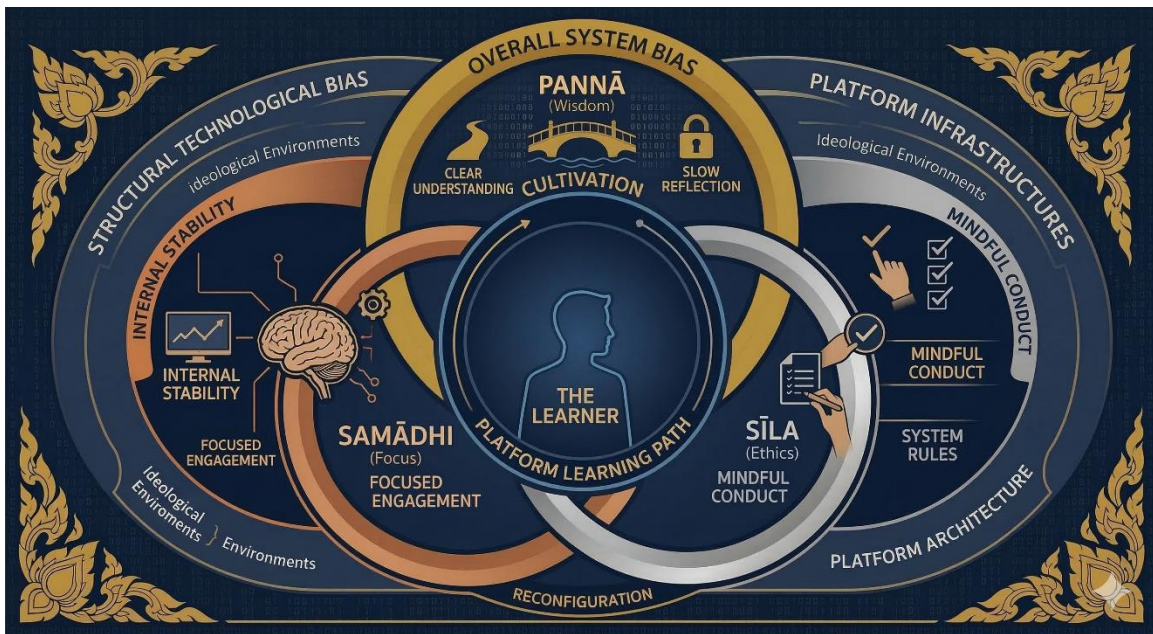 OVERALL SYSTEM BIAS
PANNĀ
(Wisdom)
CLEAR
UNDERSTANDING
SLOW
REFLECTION
CULTIVATION
STRUCTURAL TECHNOLOGICAL BIAS
ideological Environments
INTERNAL STABILITY
INTERNAL
STABILITY
FOCUSED
ENGAGEMENT
Ideological
Enviroments } Environments
SAMĀDHI
(Focus)
FOCUSED
ENGAGEMENT
THE
LEARNER
PLATFORM LEARNING PATH
SĪLA
(Ethics)
MINDFUL
CONDUCT
PLATFORM INFRASTRUCTURES
Ideological Environments
MINDFUL CONDUCT
MINDFUL
CONDUCT
SYSTEM
RULES
PLATFORM ARCHITECTURE
RECONFIGURATION